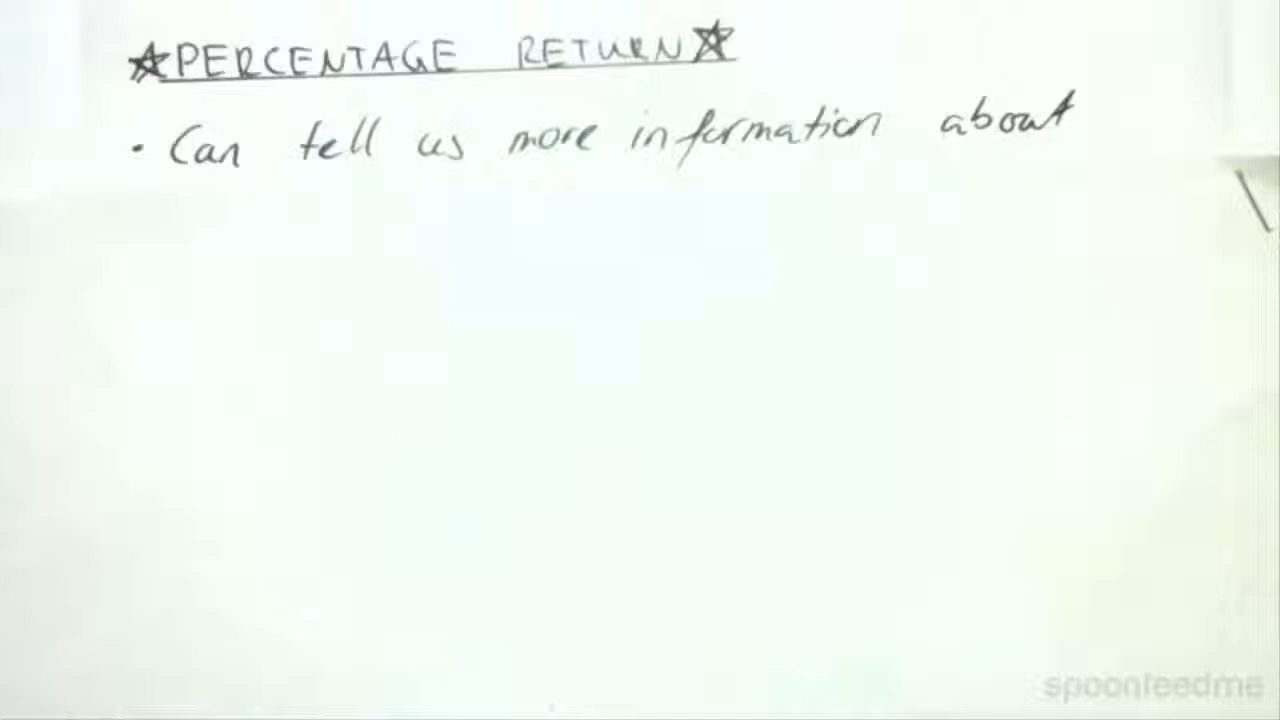 ☆PERCENTAGE RETURN☆
• Can tell us more information about
spoonfeedme